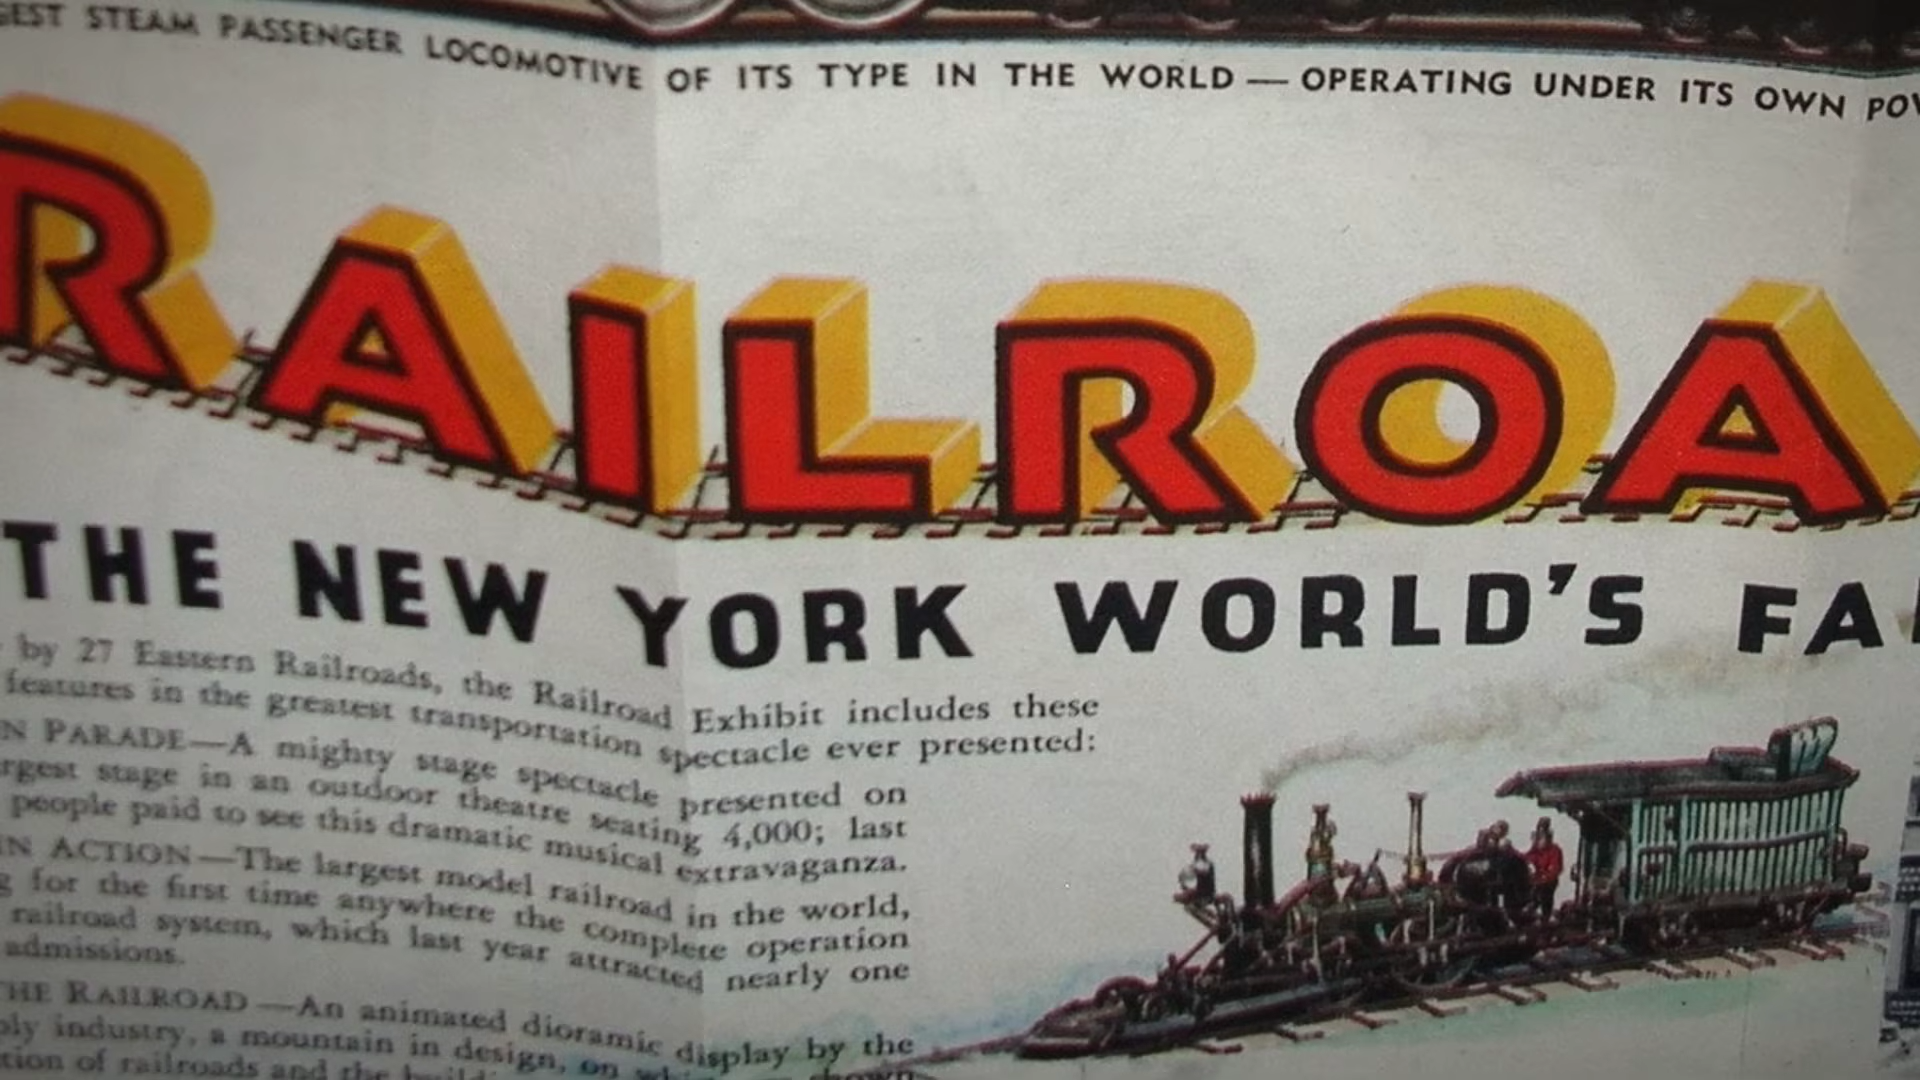 STEAM PASSENGER LOCOMOTIVE OF ITS TYPE IN THE WORLD — OPERATING UNDER ITS OWN
RAILROA
THE NEW YORK WORLD'S FA
by 27 Eastern Railroads, the Railroad Exhibit includes these
features in the greatest transportation spectacle ever presented:
N PARADE—A mighty stage spectacle presented on
rgest stage in an outdoor theatre seating 4,000; last
people paid to see this dramatic musical extravaganza.
IN ACTION—The largest model railroad in the world,
g for the first time anywhere the complete operation
railroad system, which last year attracted nearly one
admissions.
THE RAILROAD—An animated dioramic display by the
industry, a mountain in design, on
tion of railroads and the